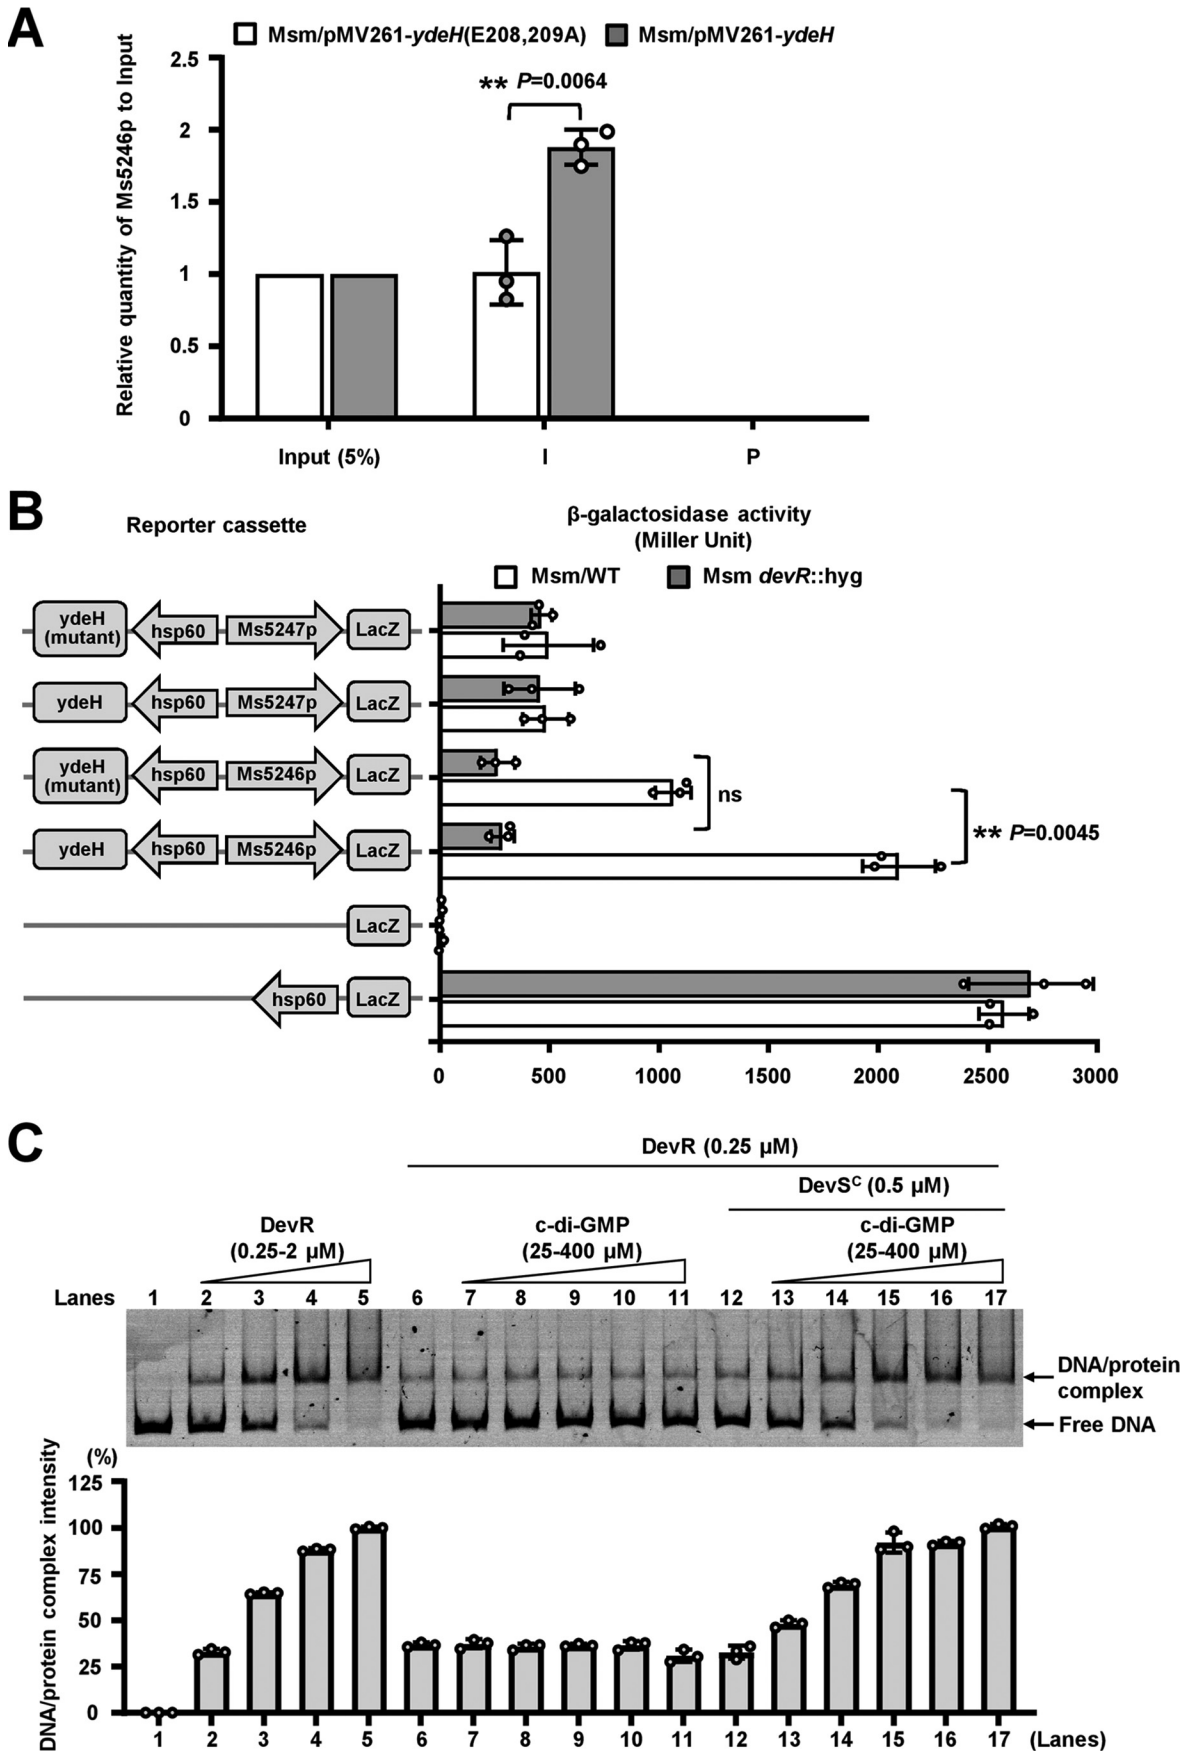 A
Msm/pMV261-ydeH(E208,209A) Msm/pMV261-ydeH
Relative quantity of Ms5246p to Input
2.5
2
1.5
1
0.5
0
** P=0.0064
Input (5%) I P
B
Reporter cassette
β-galactosidase activity
(Miller Unit)
Msm/WT Msm devR::hyg
ydeH
(mutant) hsp60 Ms5247p LacZ
ydeH hsp60 Ms5247p LacZ
ydeH
(mutant) hsp60 Ms5246p LacZ
ns
ydeH hsp60 Ms5246p LacZ
** P=0.0045
LacZ
hsp60 LacZ
0 500 1000 1500 2000 2500 3000
C
DevR (0.25 µM)
DevSC (0.5 µM)
DevR
(0.25-2 µM)
c-di-GMP
(25-400 µM)
c-di-GMP
(25-400 µM)
Lanes 1 2 3 4 5 6 7 8 9 10 11 12 13 14 15 16 17
DNA/protein
complex
Free DNA
DNA/protein complex intensity
(%)
125
100
75
50
25
0
1 2 3 4 5 6 7 8 9 10 11 12 13 14 15 16 17 (Lanes)